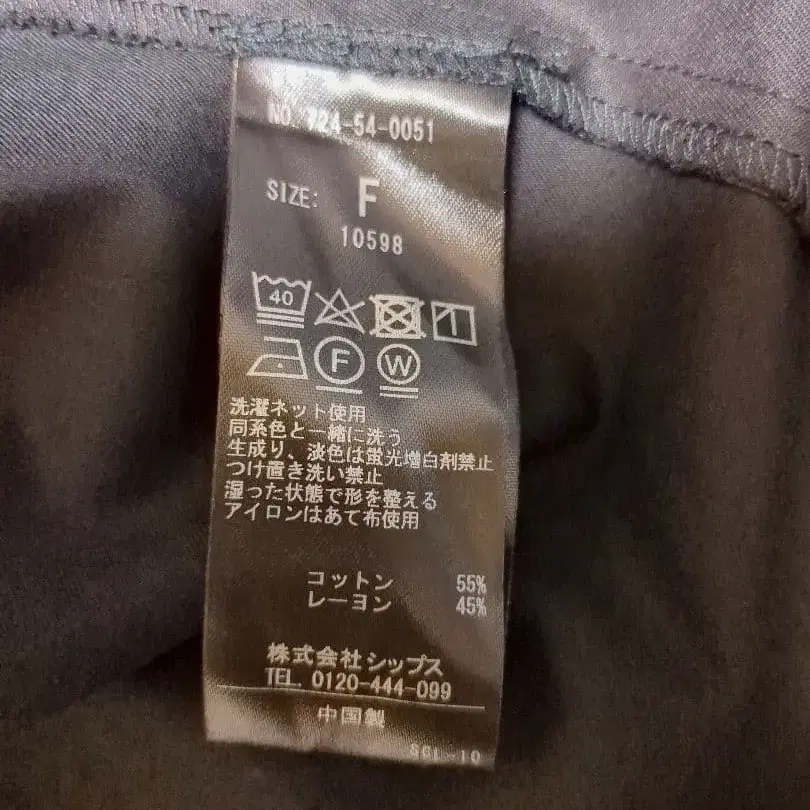 NO. 724-54-0051
SIZE: F
10598
40
F W
洗濯ネット使用
同系色と一緒に洗う
生成り、淡色は蛍光増白剤禁止
つけ置き洗い禁止
湿った状態で形を整える
アイロンはあて布使用
コットン 55%
レーヨン 45%
株式会社シップス
TEL. 0120-444-099
中国製